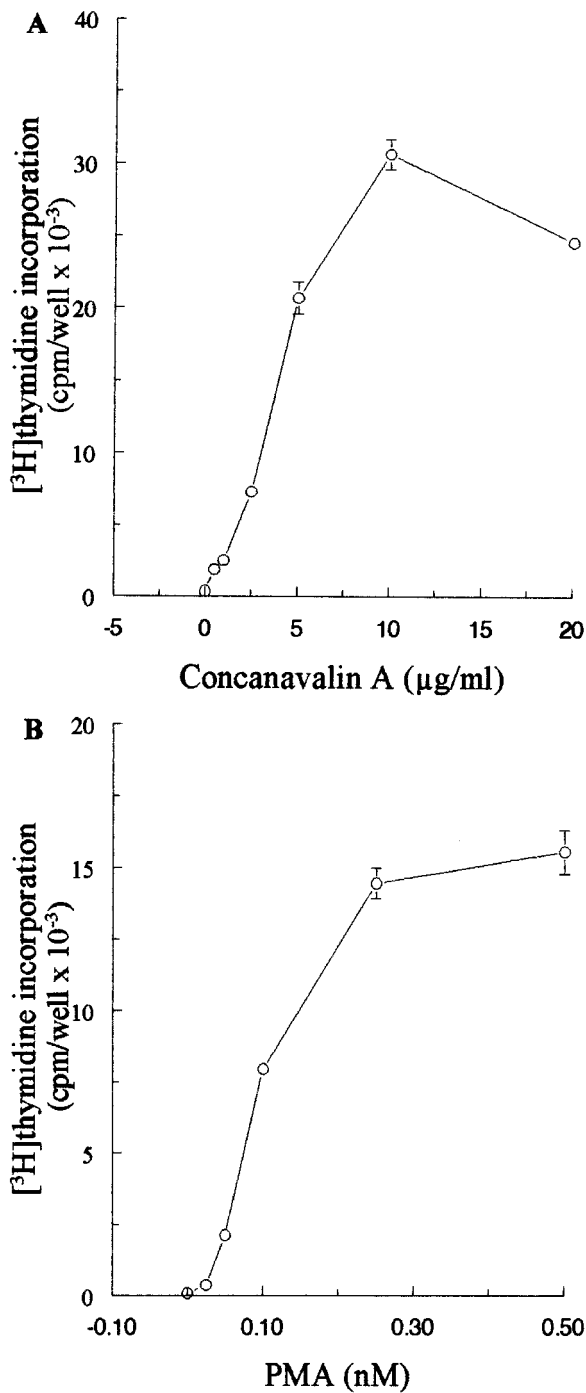 A
40
30
20
10
0
[³H]thymidine incorporation
(cpm/well x 10⁻³)
-5 0 5 10 15 20
Concanavalin A (µg/ml)
B
20
15
10
5
0
[³H]thymidine incorporation
(cpm/well x 10⁻³)
-0.10 0.10 0.30 0.50
PMA (nM)